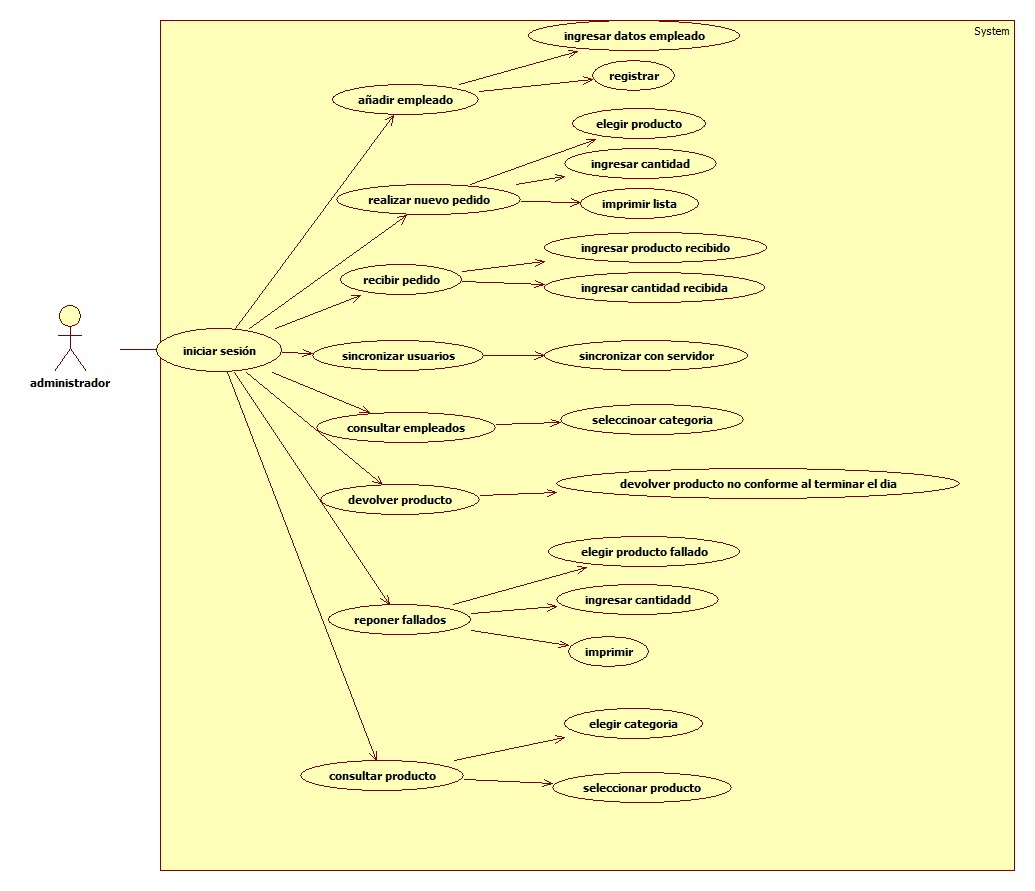 System
ingresar datos empleado
registrar
añadir empleado
elegir producto
ingresar cantidad
realizar nuevo pedido
imprimir lista
ingresar producto recibido
recibir pedido
ingresar cantidad recibida
administrador
iniciar sesión
sincronizar usuarios
sincronizar con servidor
consultar empleados
seleccinoar categoria
devolver producto
devolver producto no conforme al terminar el dia
elegir producto fallado
ingresar cantidadd
reponer fallados
imprimir
elegir categoria
consultar producto
seleccionar producto